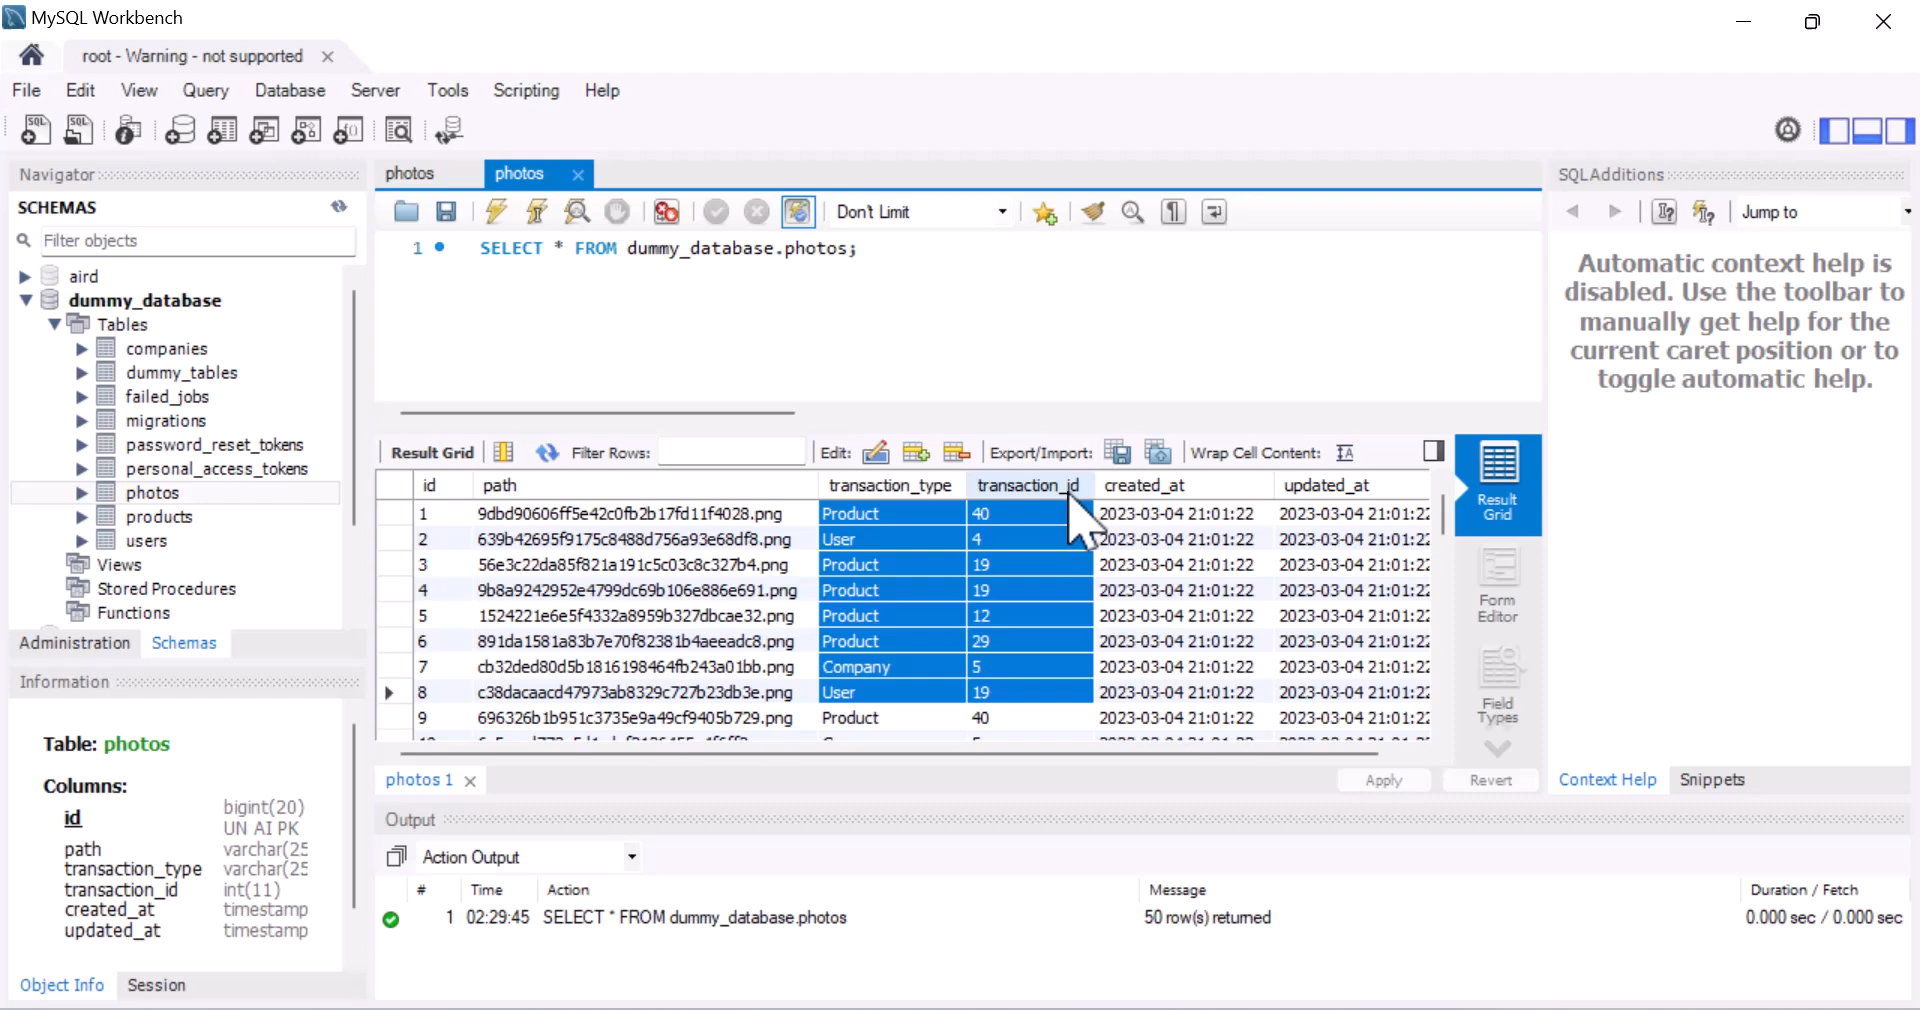 MySQL Workbench
root - Warning - not supported
File Edit View Query Database Server Tools Scripting Help
Navigator
SCHEMAS
Filter objects
aird
dummy_database
Tables
companies
dummy_tables
failed_jobs
migrations
password_reset_tokens
personal_access_tokens
photos
products
users
Views
Stored Procedures
Functions
Administration Schemas
Information
Table: photos
Columns:
id bigint(20)
UN AI PK
path varchar(25
transaction_type varchar(25
transaction_id int(11)
created_at timestamp
updated_at timestamp
Object Info Session
photos photos
Don't Limit
1 SELECT * FROM dummy_database.photos;
Result Grid Filter Rows: Edit: Export/Import: Wrap Cell Content:
id path transaction_type transaction_id created_at updated_at
1 9dbd90606ff5e42c0fb2b17fd11f4028.png Product 40 2023-03-04 21:01:22 2023-03-04 21:01:22
2 639b42695f9175c8488d756a93e68df8.png User 4 2023-03-04 21:01:22 2023-03-04 21:01:22
3 56e3c22da85f821a191c5c03c8c327b4.png Product 19 2023-03-04 21:01:22 2023-03-04 21:01:22
4 9b8a9242952e4799dc69b106e886e691.png Product 19 2023-03-04 21:01:22 2023-03-04 21:01:22
5 1524221e6e5f4332a8959b327dbcae32.png Product 12 2023-03-04 21:01:22 2023-03-04 21:01:22
6 891da1581a83b7e70f82381b4aeeadc8.png Product 29 2023-03-04 21:01:22 2023-03-04 21:01:22
7 cb32ded80d5b1816198464fb243a01bb.png Company 5 2023-03-04 21:01:22 2023-03-04 21:01:22
8 c38dacaacd47973ab8329c727b23db3e.png User 19 2023-03-04 21:01:22 2023-03-04 21:01:22
9 696326b1b951c3735e9a49cf9405b729.png Product 40 2023-03-04 21:01:22 2023-03-04 21:01:22
Result
Grid
Form
Editor
Field
Types
photos 1 Apply Revert
Output
Action Output
# Time Action Message Duration / Fetch
1 02:29:45 SELECT * FROM dummy_database.photos 50 row(s) returned 0.000 sec / 0.000 sec
SQLAdditions
Jump to
Automatic context help is
disabled. Use the toolbar to
manually get help for the
current caret position or to
toggle automatic help.
Context Help Snippets